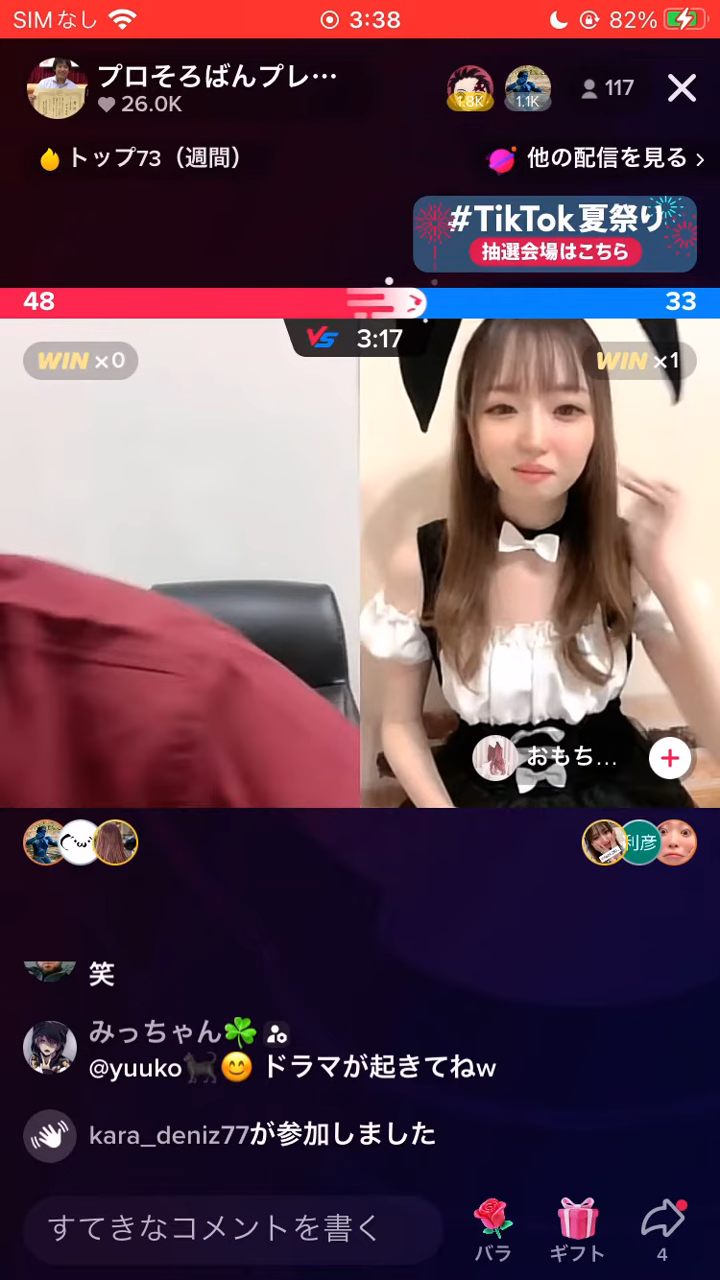 SIMなし 3:38 82%
プロそろばんプレ…
26.0K
1.8K 1.1K 117
トップ73（週間）
他の配信を見る
#TikTok夏祭り
抽選会場はこちら
48 33
VS 3:17
WIN ×0
WIN ×1
おもち…
利彦
笑
みっちゃん🍀
@yuuko🐈‍⬛😊 ドラマが起きてねw
kara_deniz77が参加しました
すてきなコメントを書く
バラ
ギフト
4